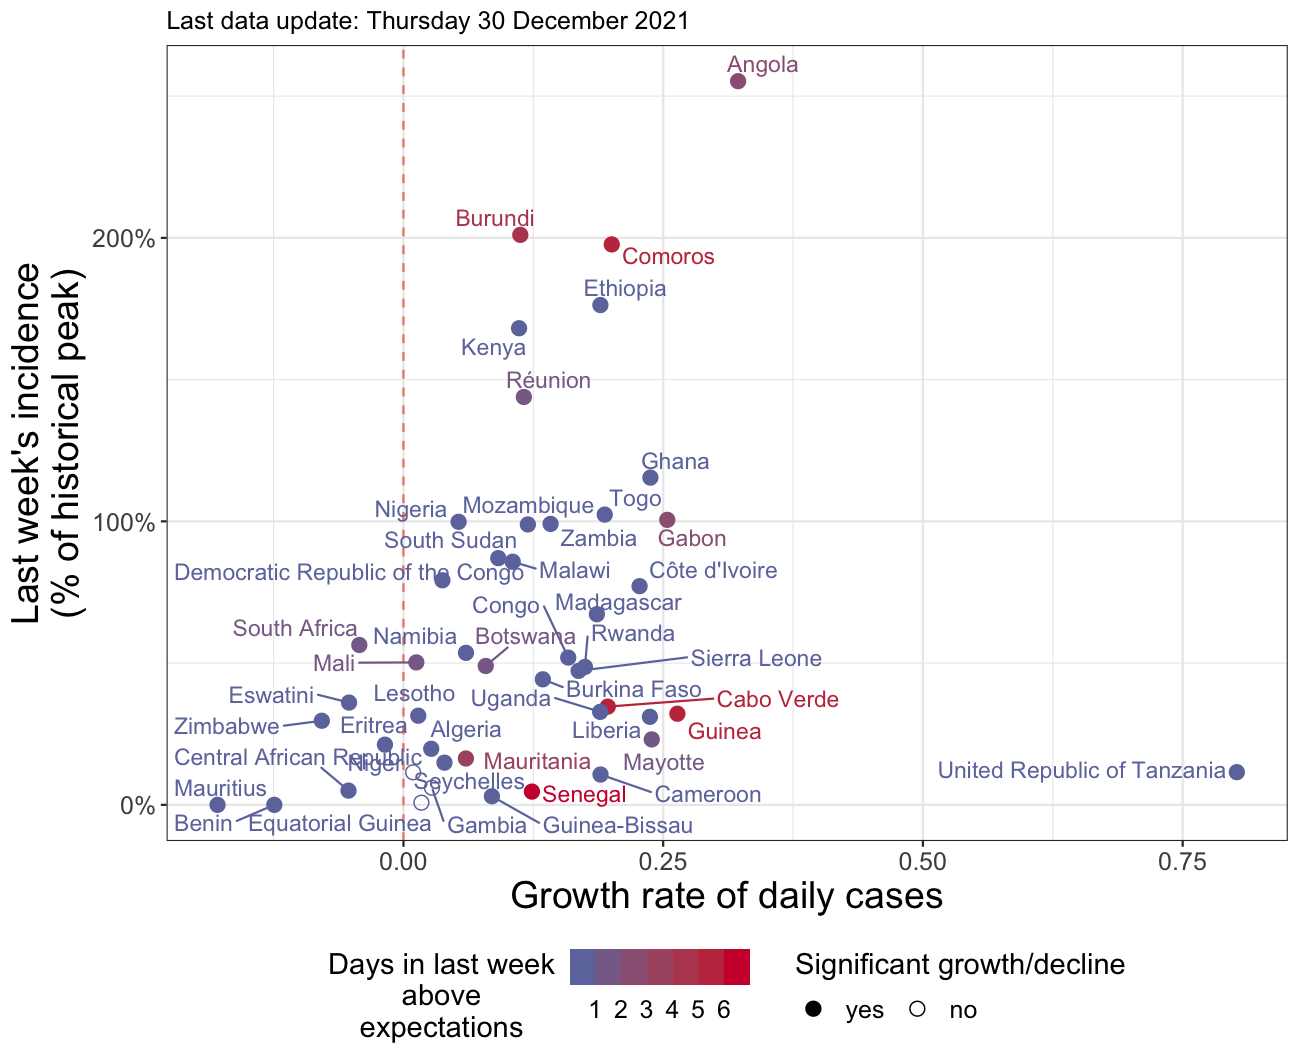 Last data update: Thursday 30 December 2021
Angola
Burundi
200%
Comoros
Ethiopia
Kenya
Réunion
Ghana
Togo
Nigeria
Mozambique
100%
South Sudan
Zambia
Gabon
Democratic Republic of the Congo
Malawi
Côte d'Ivoire
Congo
Madagascar
South Africa
Namibia
Botswana
Rwanda
Mali
Sierra Leone
Eswatini
Lesotho
Uganda
Burkina Faso
Cabo Verde
Zimbabwe
Eritrea
Algeria
Liberia
Guinea
Central African Republic
Niger
Mauritania
Mayotte
United Republic of Tanzania
Mauritius
Seychelles
Senegal
Cameroon
0%
Benin
Equatorial Guinea
Gambia
Guinea-Bissau
Last week's incidence
(% of historical peak)
0.00
0.25
0.50
0.75
Growth rate of daily cases
Days in last week
above
expectations
1 2 3 4 5 6
Significant growth/decline
yes
no